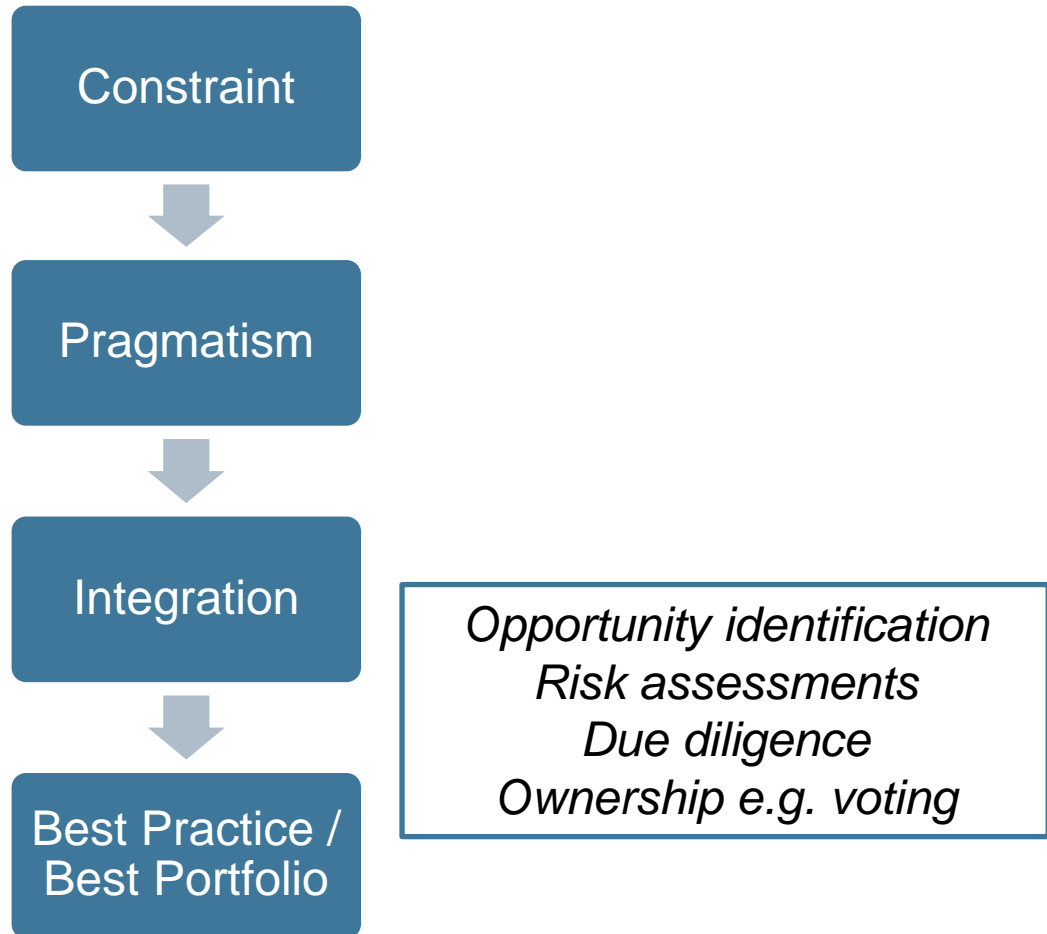 Constraint
Pragmatism
Integration
Opportunity identification
Risk assessments
Due diligence
Ownership e.g. voting
Best Practice /
Best Portfolio